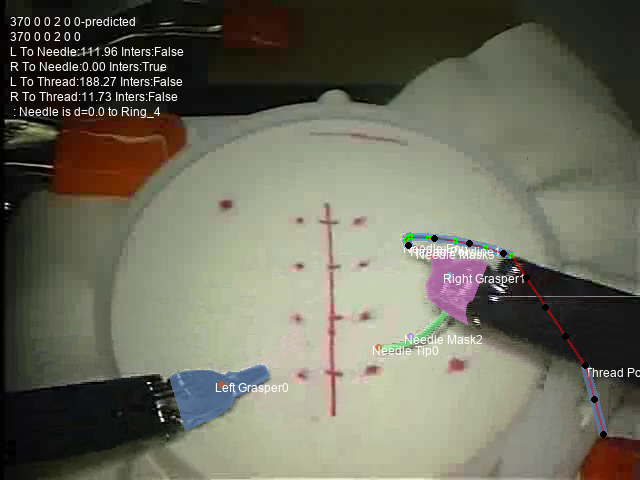 370 0 0 2 0 0-predicted
370 0 0 2 0 0
L To Needle:111.96 Inters:False
R To Needle:0.00 Inters:True
L To Thread:188.27 Inters:False
R To Thread:11.73 Inters:False
: Needle is d=0.0 to Ring_4
Needle Mask3
Right Grasper1
Needle Mask2
Needle Tip0
Thread Po
Left Grasper0